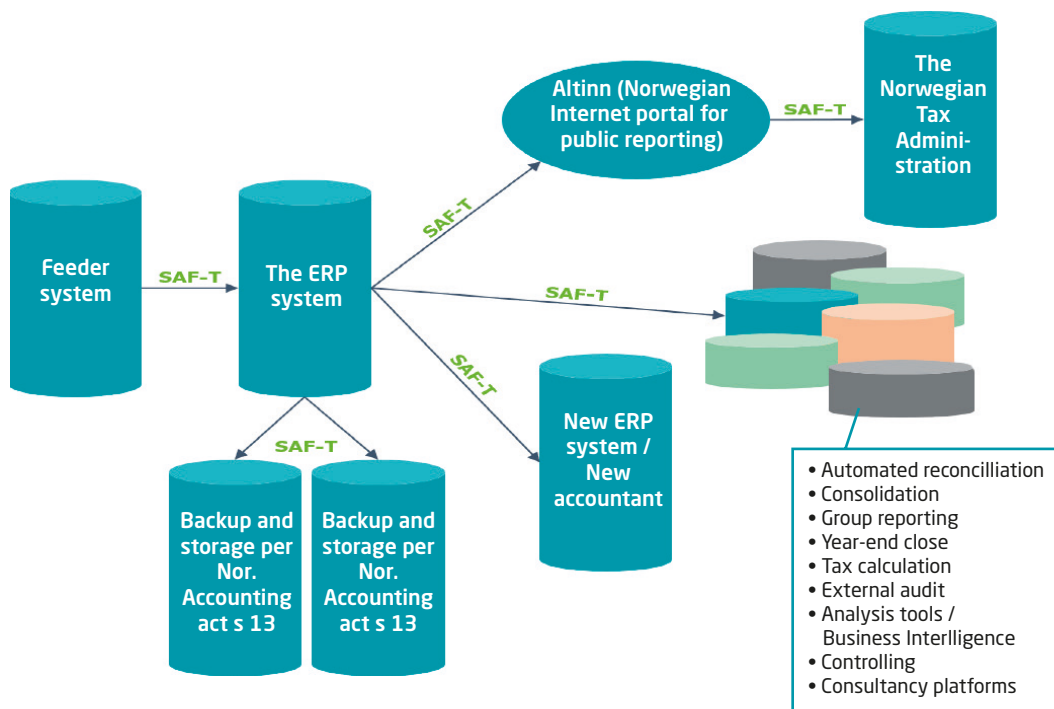 Feeder
system
SAF-T
The ERP
system
SAF-T
Altinn (Norwegian
Internet portal for
public reporting)
SAF-T
The
Norwegian
Tax
Admini-
stration
SAF-T
SAF-T
New ERP
system /
New
accountant
SAF-T
Backup and
storage per
Nor.
Accounting
act s 13
Backup and
storage per
Nor.
Accounting
act s 13
• Automated reconcilliation
• Consolidation
• Group reporting
• Year-end close
• Tax calculation
• External audit
• Analysis tools /
Business Interlligence
• Controlling
• Consultancy platforms